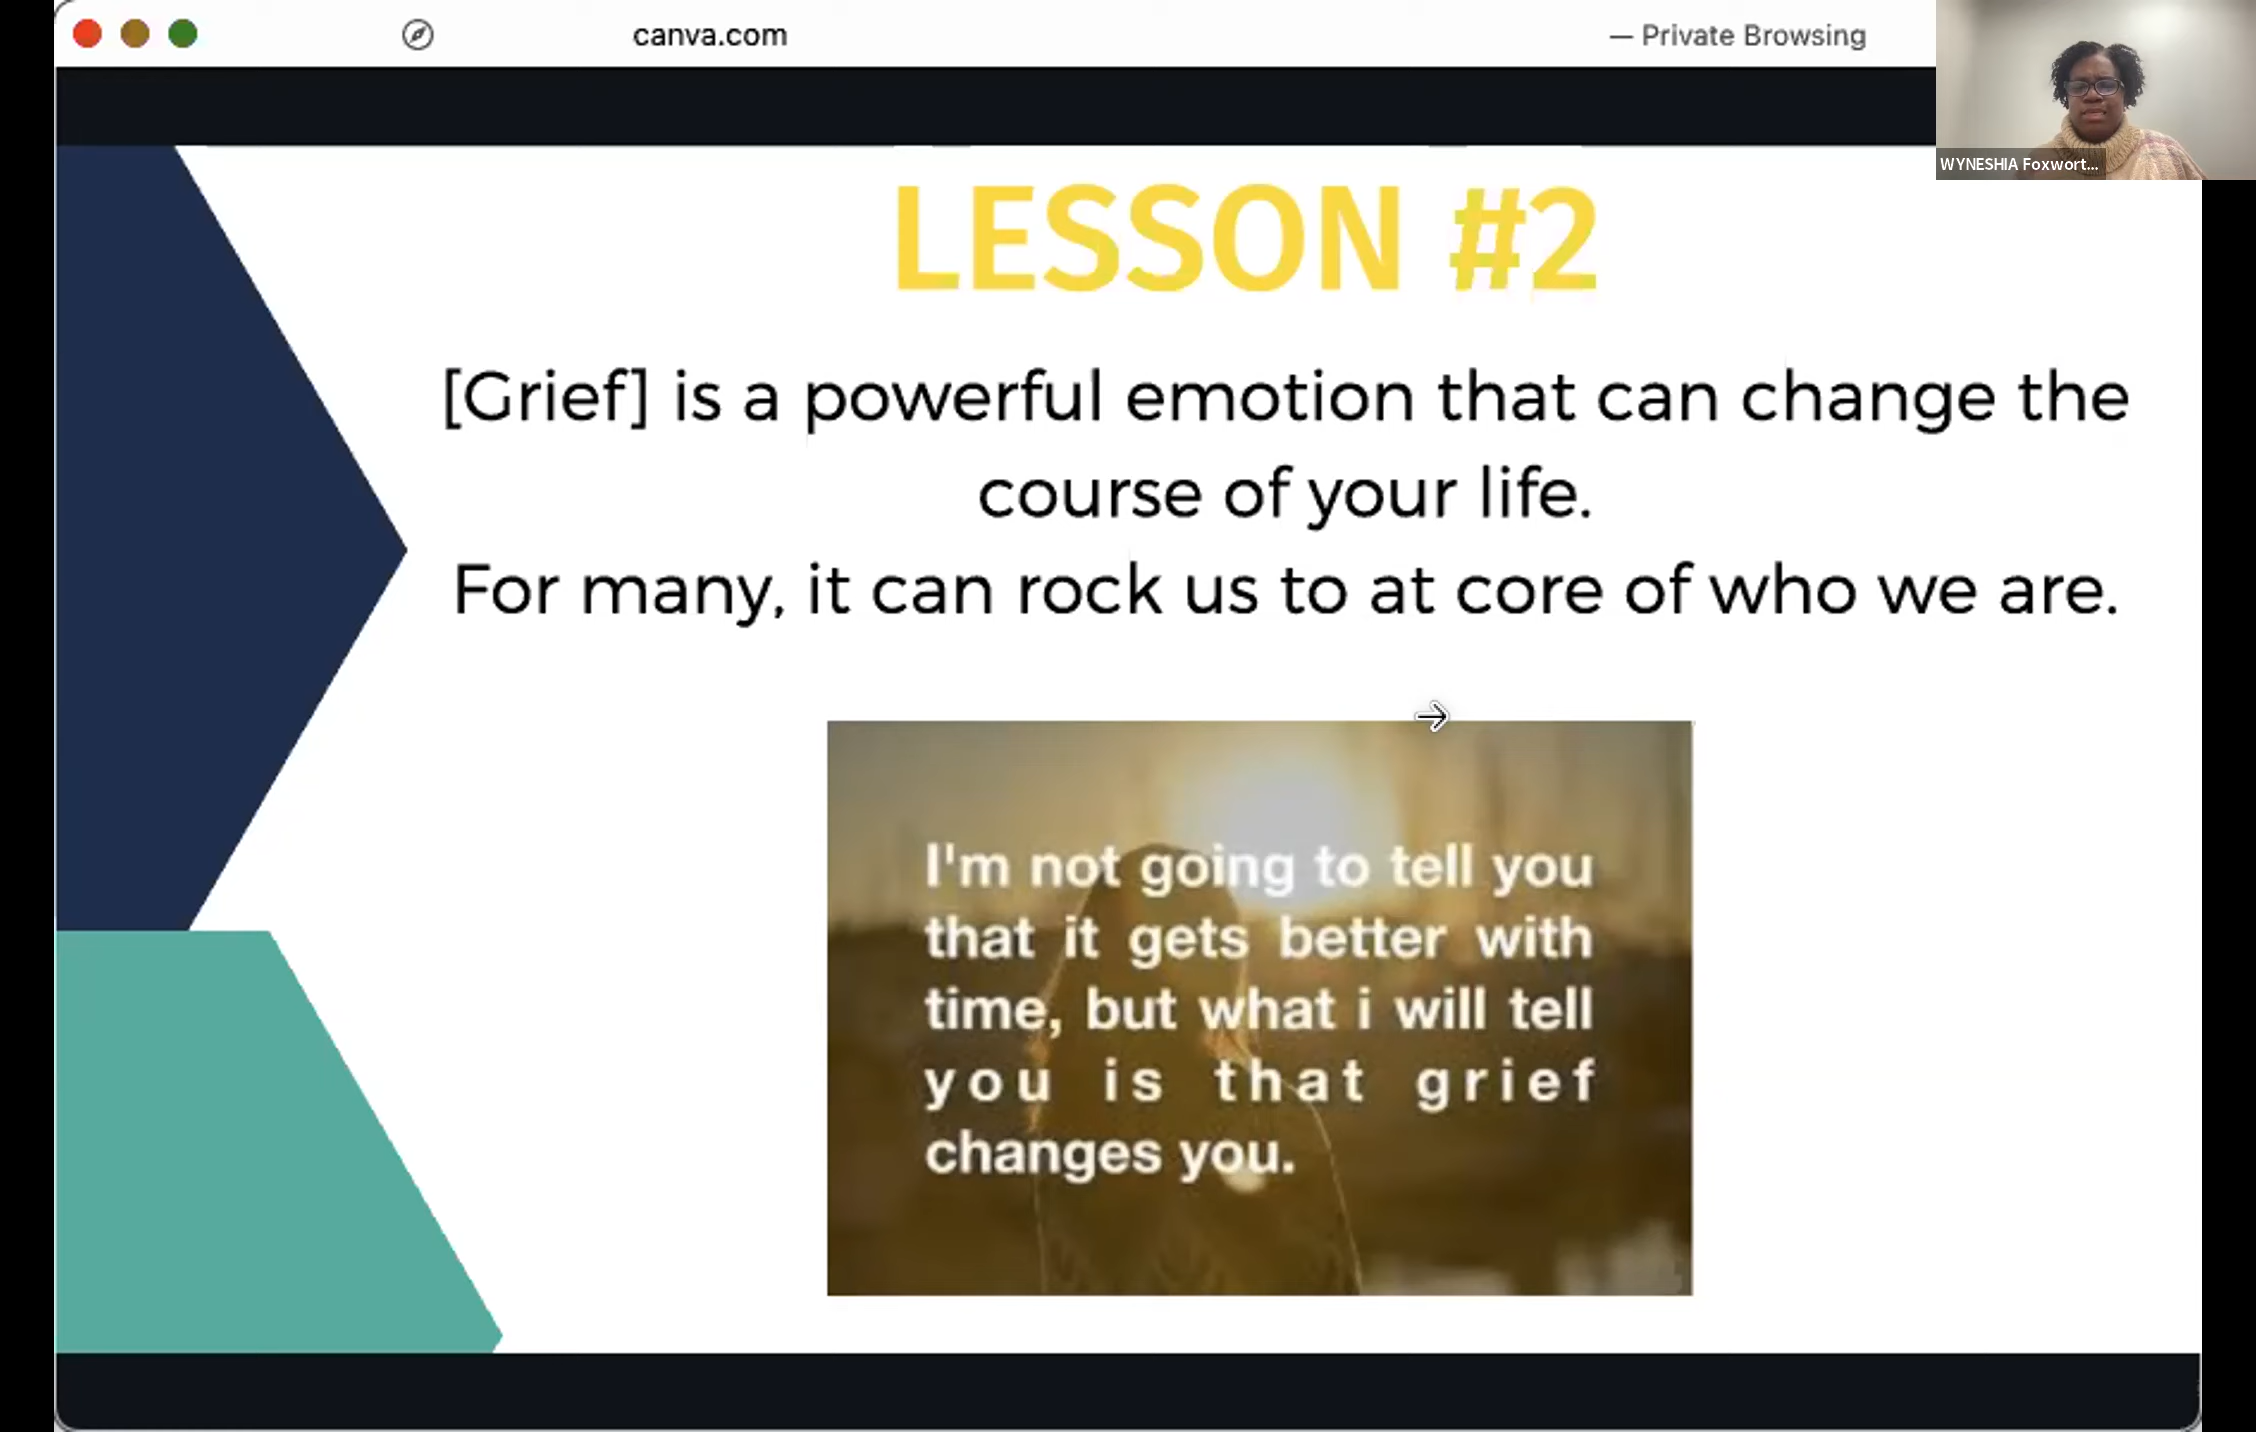 canva.com
— Private Browsing
WYNESHIA Foxwort...
LESSON #2
[Grief] is a powerful emotion that can change the
course of your life.
For many, it can rock us to at core of who we are.
I'm not going to tell you
that it gets better with
time, but what i will tell
you is that grief
changes you.